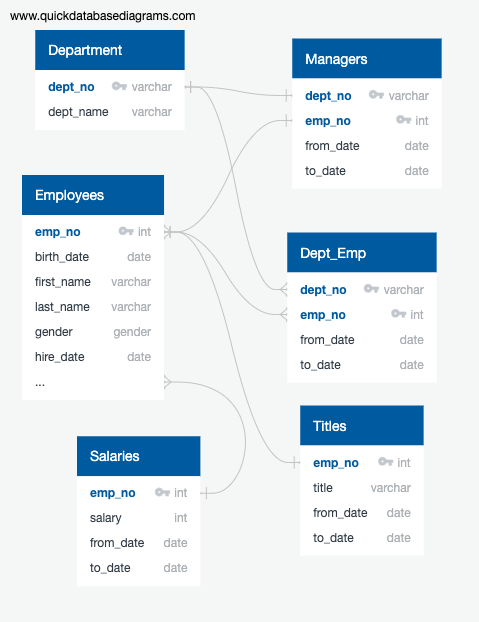 www.quickdatabasediagrams.com
Department
dept_no varchar
dept_name varchar
Managers
dept_no varchar
emp_no int
from_date date
to_date date
Employees
emp_no int
birth_date date
first_name varchar
last_name varchar
gender gender
hire_date date
...
Dept_Emp
dept_no varchar
emp_no int
from_date date
to_date date
Titles
emp_no int
title varchar
from_date date
to_date date
Salaries
emp_no int
salary int
from_date date
to_date date